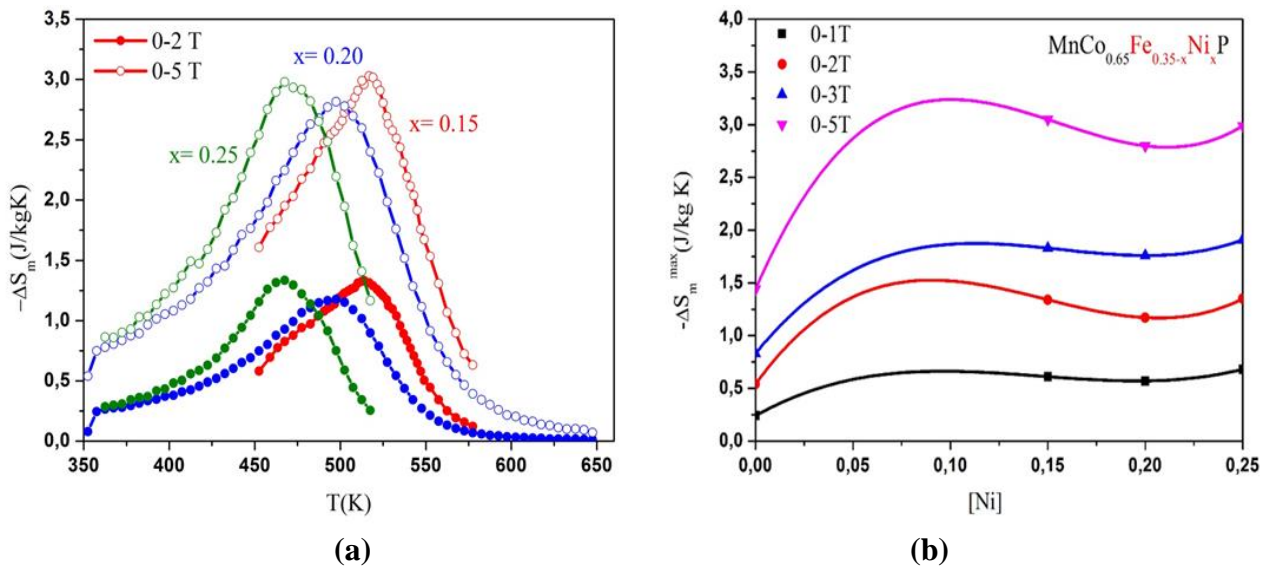 3,5
3,0
2,5
2,0
1,5
1,0
0,5
0,0
−ΔSₘ(J/kgK)
0-2 T
0-5 T
x= 0.20
x= 0.25
x= 0.15
350 400 450 500 550 600 650
T(K)
(a)
4,0
3,5
3,0
2,5
2,0
1,5
1,0
0,5
0,0
-ΔSₘᵐᵃˣ(J/kg K)
0-1T
0-2T
0-3T
0-5T
MnCo₀.₆₅Fe₀.₃₅₋ₓNiₓP
0,00 0,05 0,10 0,15 0,20 0,25
[Ni]
(b)